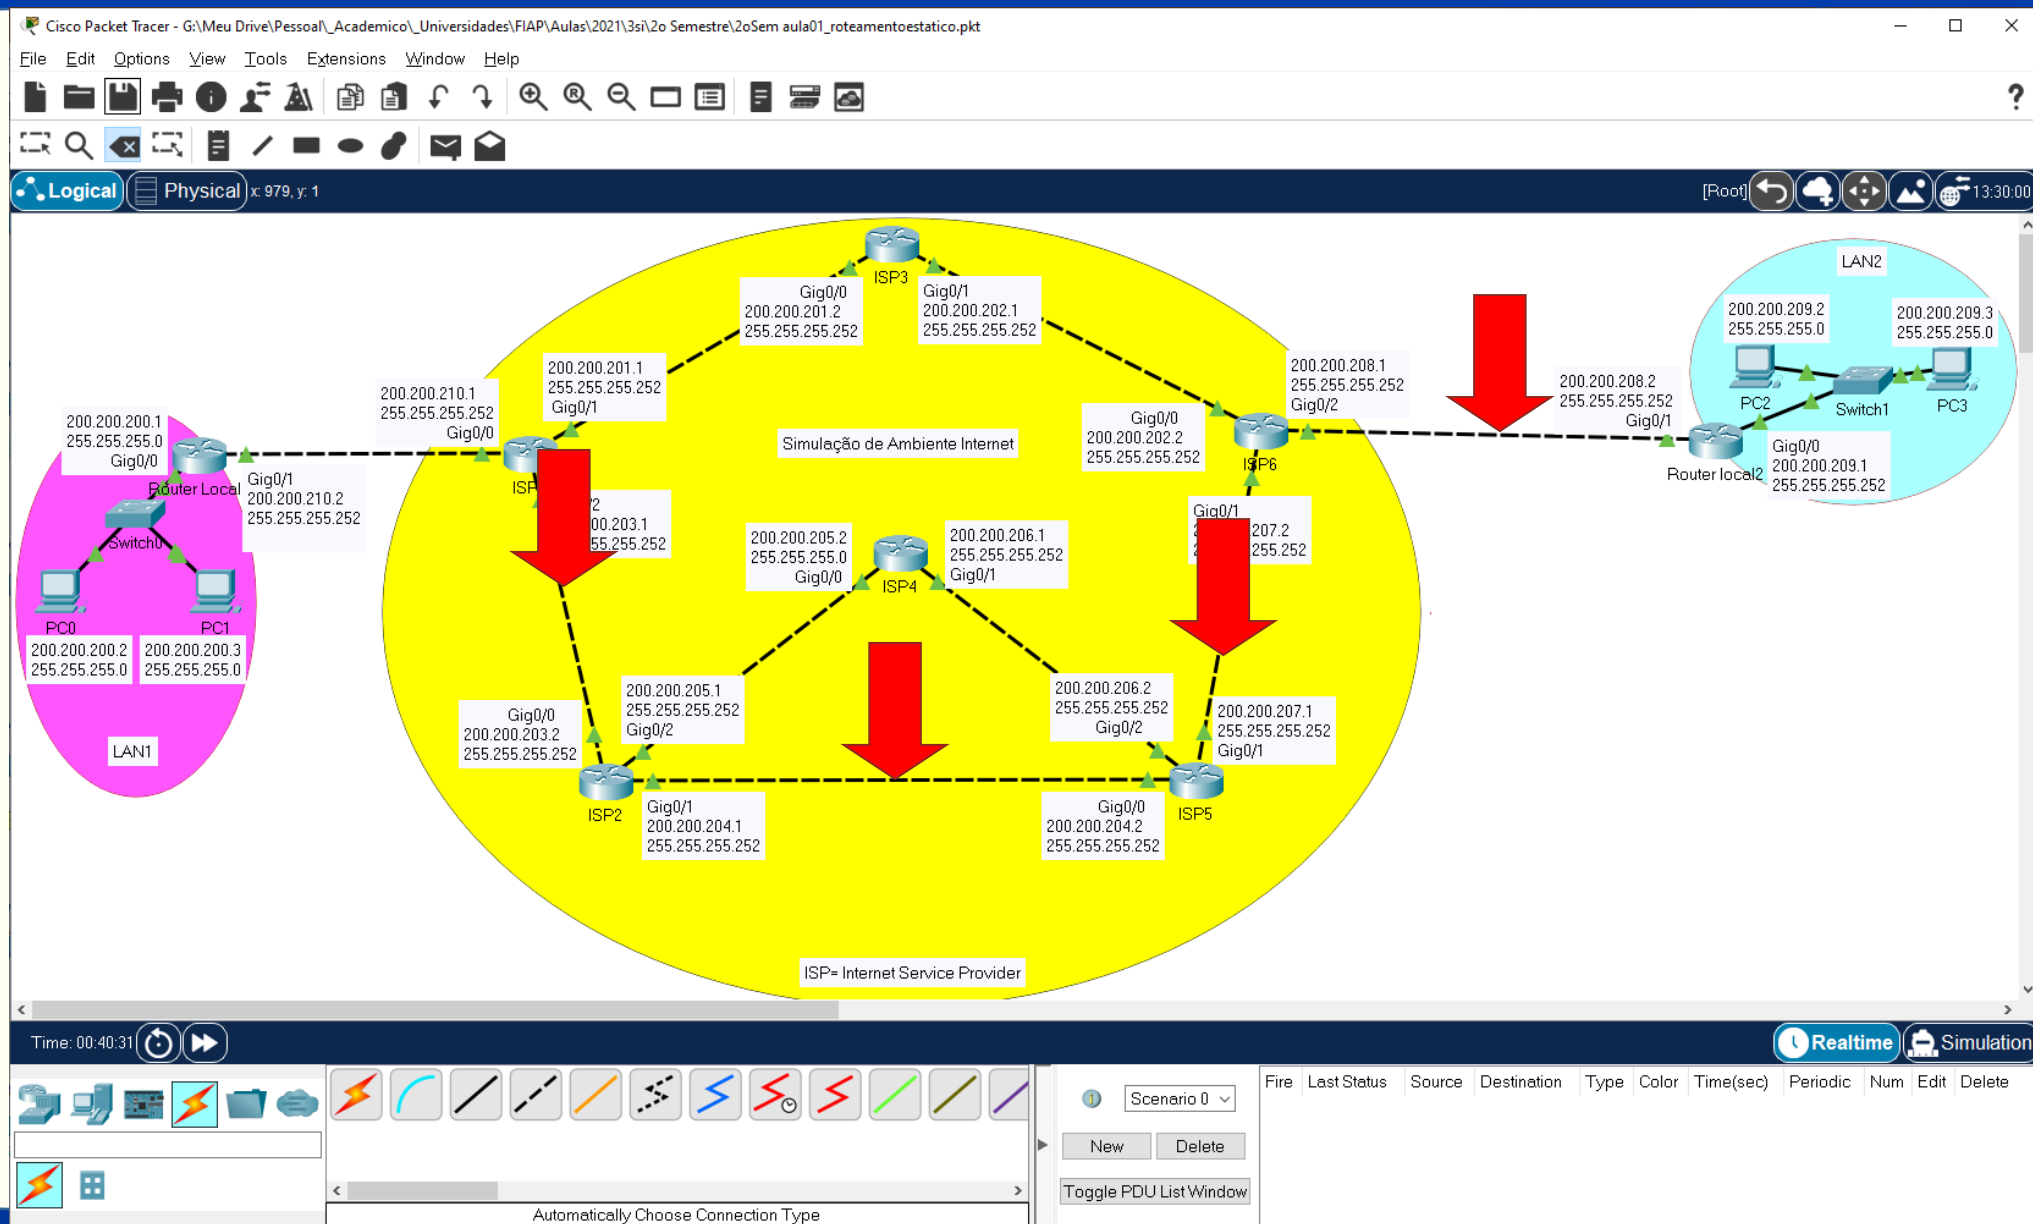 Cisco Packet Tracer - G:\Meu Drive\Pessoal\_Academico\_Universidades\FIAP\Aulas\2021\3si\2o Semestre\2oSem aula01_roteamentoestatico.pkt
File Edit Options View Tools Extensions Window Help
?
Logical Physical x: 979, y: 1 [Root] 13:30:00
ISP3
Gig0/0
200.200.201.2
255.255.255.252
Gig0/1
200.200.202.1
255.255.255.252
LAN2
200.200.209.2
255.255.255.0
200.200.209.3
255.255.255.0
PC2
Switch1
PC3
200.200.201.1
255.255.255.252
Gig0/1
200.200.210.1
255.255.255.252
Gig0/0
200.200.208.1
255.255.255.252
Gig0/2
200.200.208.2
255.255.255.252
Gig0/1
200.200.200.1
255.255.255.0
Gig0/0
Gig0/0
200.200.202.2
255.255.255.252
Simulação de Ambiente Internet
ISP6
Router local2
Gig0/0
200.200.209.1
255.255.255.252
Router Local
Gig0/1
200.200.210.2
255.255.255.252
ISP
2
00.203.1
55.255.252
Gig0/1
207.2
255.252
Switch0
200.200.205.2
255.255.255.0
Gig0/0
200.200.206.1
255.255.255.252
Gig0/1
ISP4
PC0
PC1
200.200.200.2
255.255.255.0
200.200.200.3
255.255.255.0
LAN1
Gig0/0
200.200.203.2
255.255.255.252
200.200.205.1
255.255.255.252
Gig0/2
200.200.206.2
255.255.255.252
Gig0/2
200.200.207.1
255.255.255.252
Gig0/1
ISP2
Gig0/1
200.200.204.1
255.255.255.252
Gig0/0
200.200.204.2
255.255.255.252
ISP5
ISP= Internet Service Provider
Time: 00:40:31 Realtime Simulation
Scenario 0
New Delete
Toggle PDU List Window
Fire Last Status Source Destination Type Color Time(sec) Periodic Num Edit Delete
Automatically Choose Connection Type